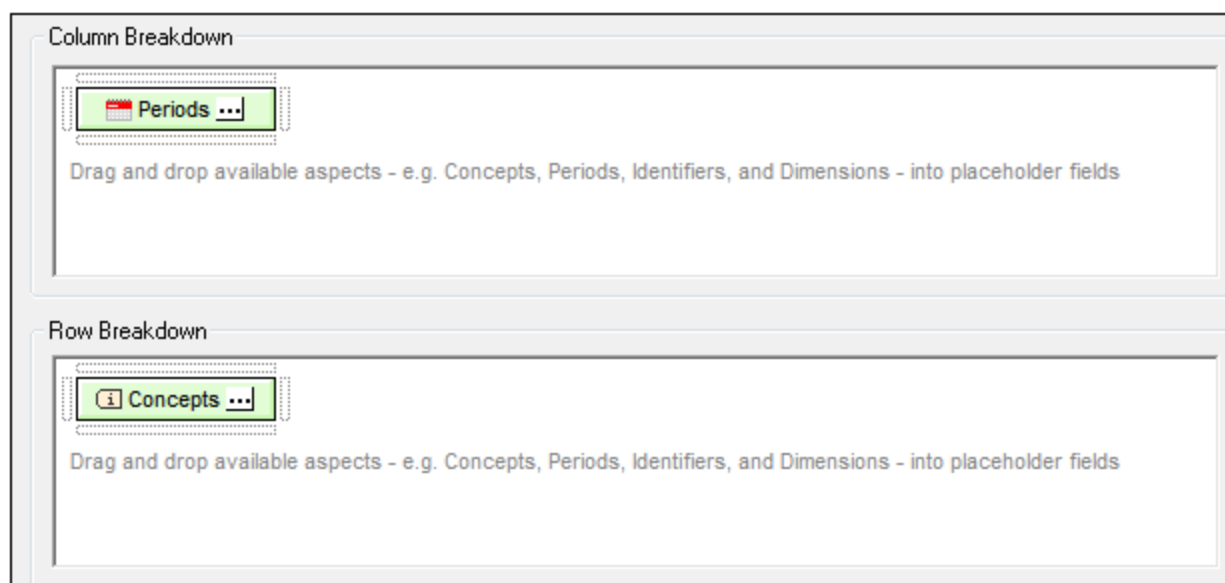 Column Breakdown
Periods ...
Drag and drop available aspects - e.g. Concepts, Periods, Identifiers, and Dimensions - into placeholder fields
Row Breakdown
i Concepts ...
Drag and drop available aspects - e.g. Concepts, Periods, Identifiers, and Dimensions - into placeholder fields